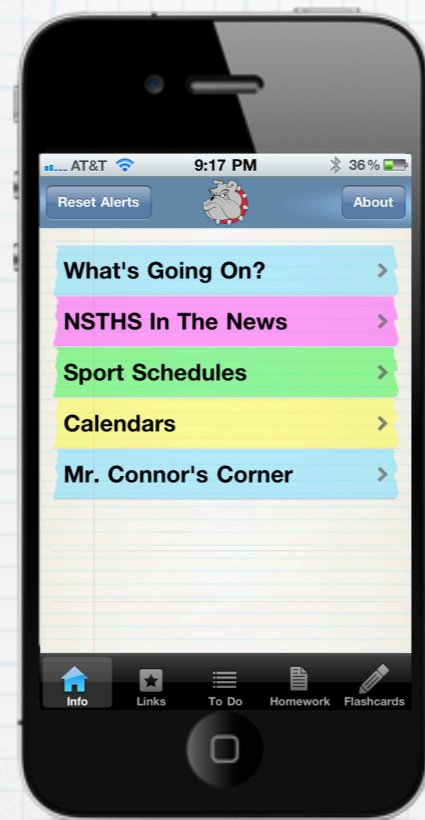 AT&T 9:17 PM 36%
Reset Alerts About
What's Going On?
NSTHS In The News
Sport Schedules
Calendars
Mr. Connor's Corner
Info Links To Do Homework Flashcards